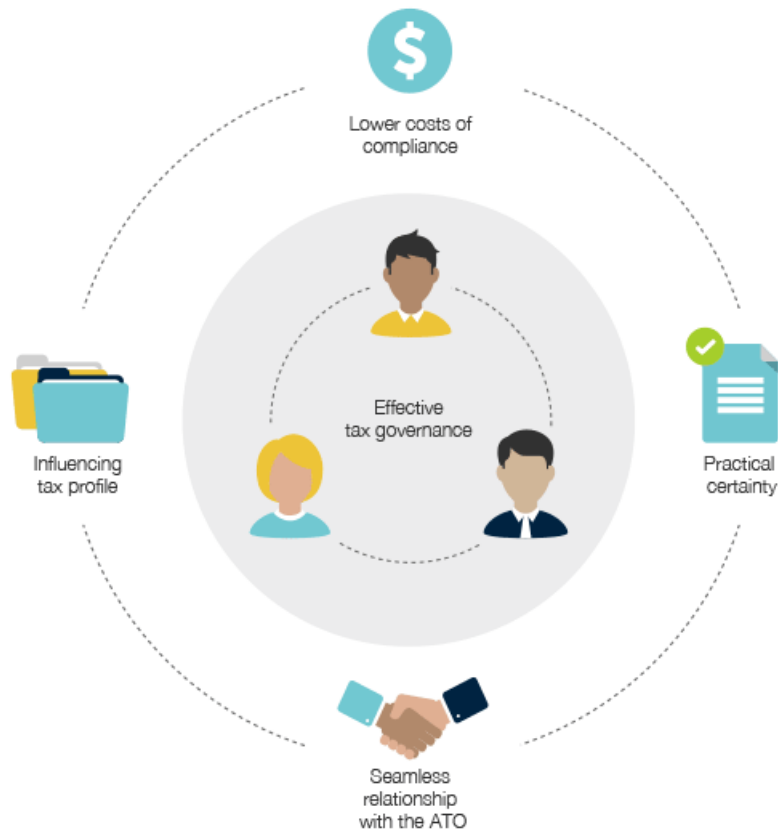 $
Lower costs of
compliance
Effective
tax governance
Influencing
tax profile
Practical
certainty
Seamless
relationship
with the ATO